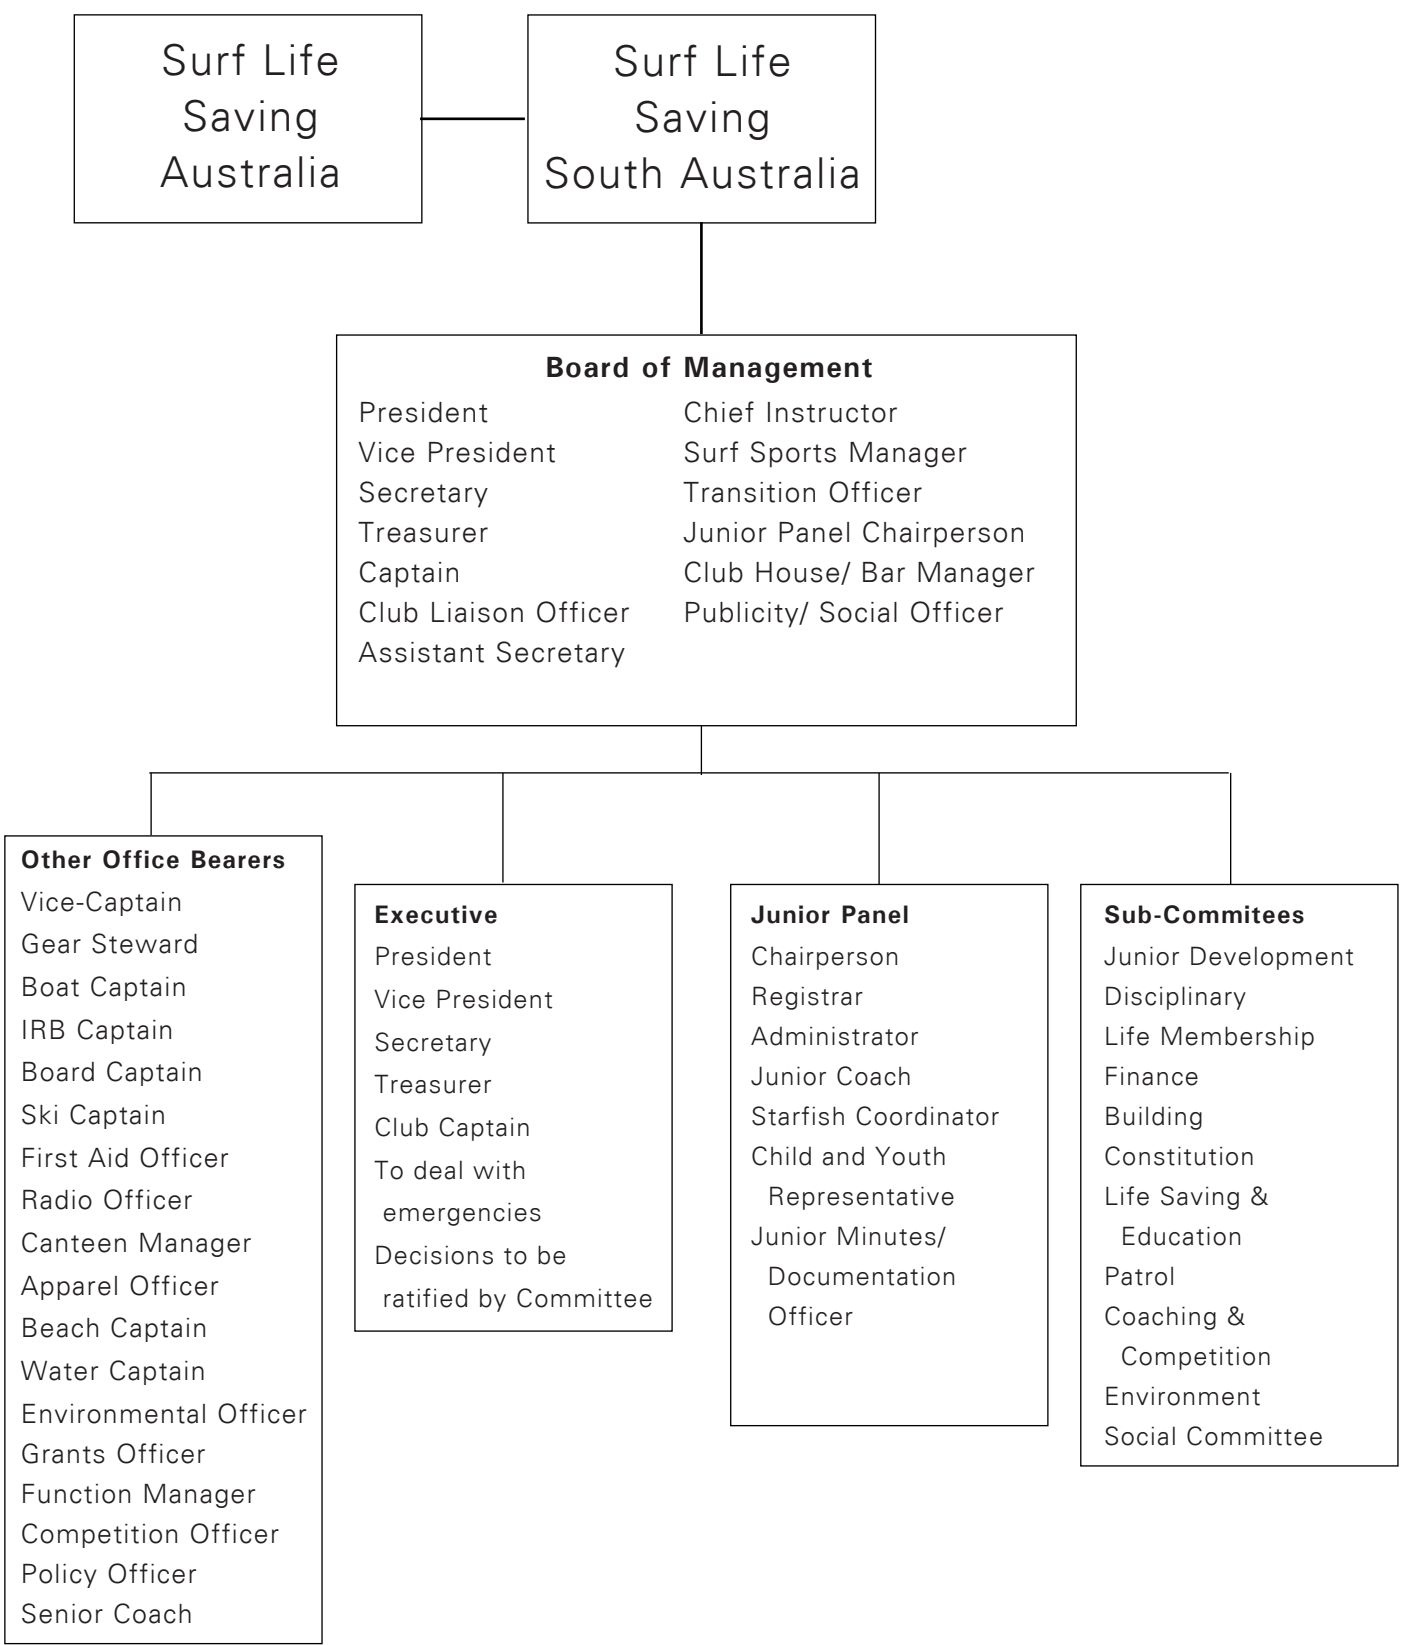 Surf Life
Saving
Australia
Surf Life
Saving
South Australia
Board of Management
President
Vice President
Secretary
Treasurer
Captain
Club Liaison Officer
Assistant Secretary
Chief Instructor
Surf Sports Manager
Transition Officer
Junior Panel Chairperson
Club House/ Bar Manager
Publicity/ Social Officer
Other Office Bearers
Vice-Captain
Gear Steward
Boat Captain
IRB Captain
Board Captain
Ski Captain
First Aid Officer
Radio Officer
Canteen Manager
Apparel Officer
Beach Captain
Water Captain
Environmental Officer
Grants Officer
Function Manager
Competition Officer
Policy Officer
Senior Coach
Executive
President
Vice President
Secretary
Treasurer
Club Captain
To deal with
emergencies
Decisions to be
ratified by Committee
Junior Panel
Chairperson
Registrar
Administrator
Junior Coach
Starfish Coordinator
Child and Youth
Representative
Junior Minutes/
Documentation
Officer
Sub-Commitees
Junior Development
Disciplinary
Life Membership
Finance
Building
Constitution
Life Saving &
Education
Patrol
Coaching &
Competition
Environment
Social Committee